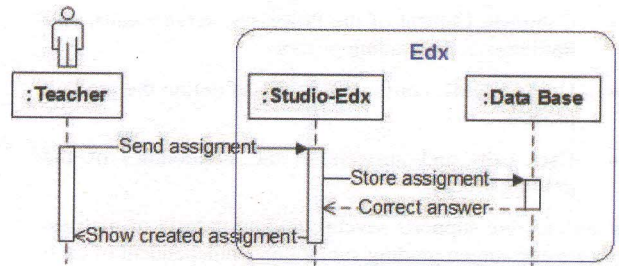 Edx
:Teacher
:Studio-Edx
:Data Base
Send assigment
Store assigment
Correct answer
Show created assigment